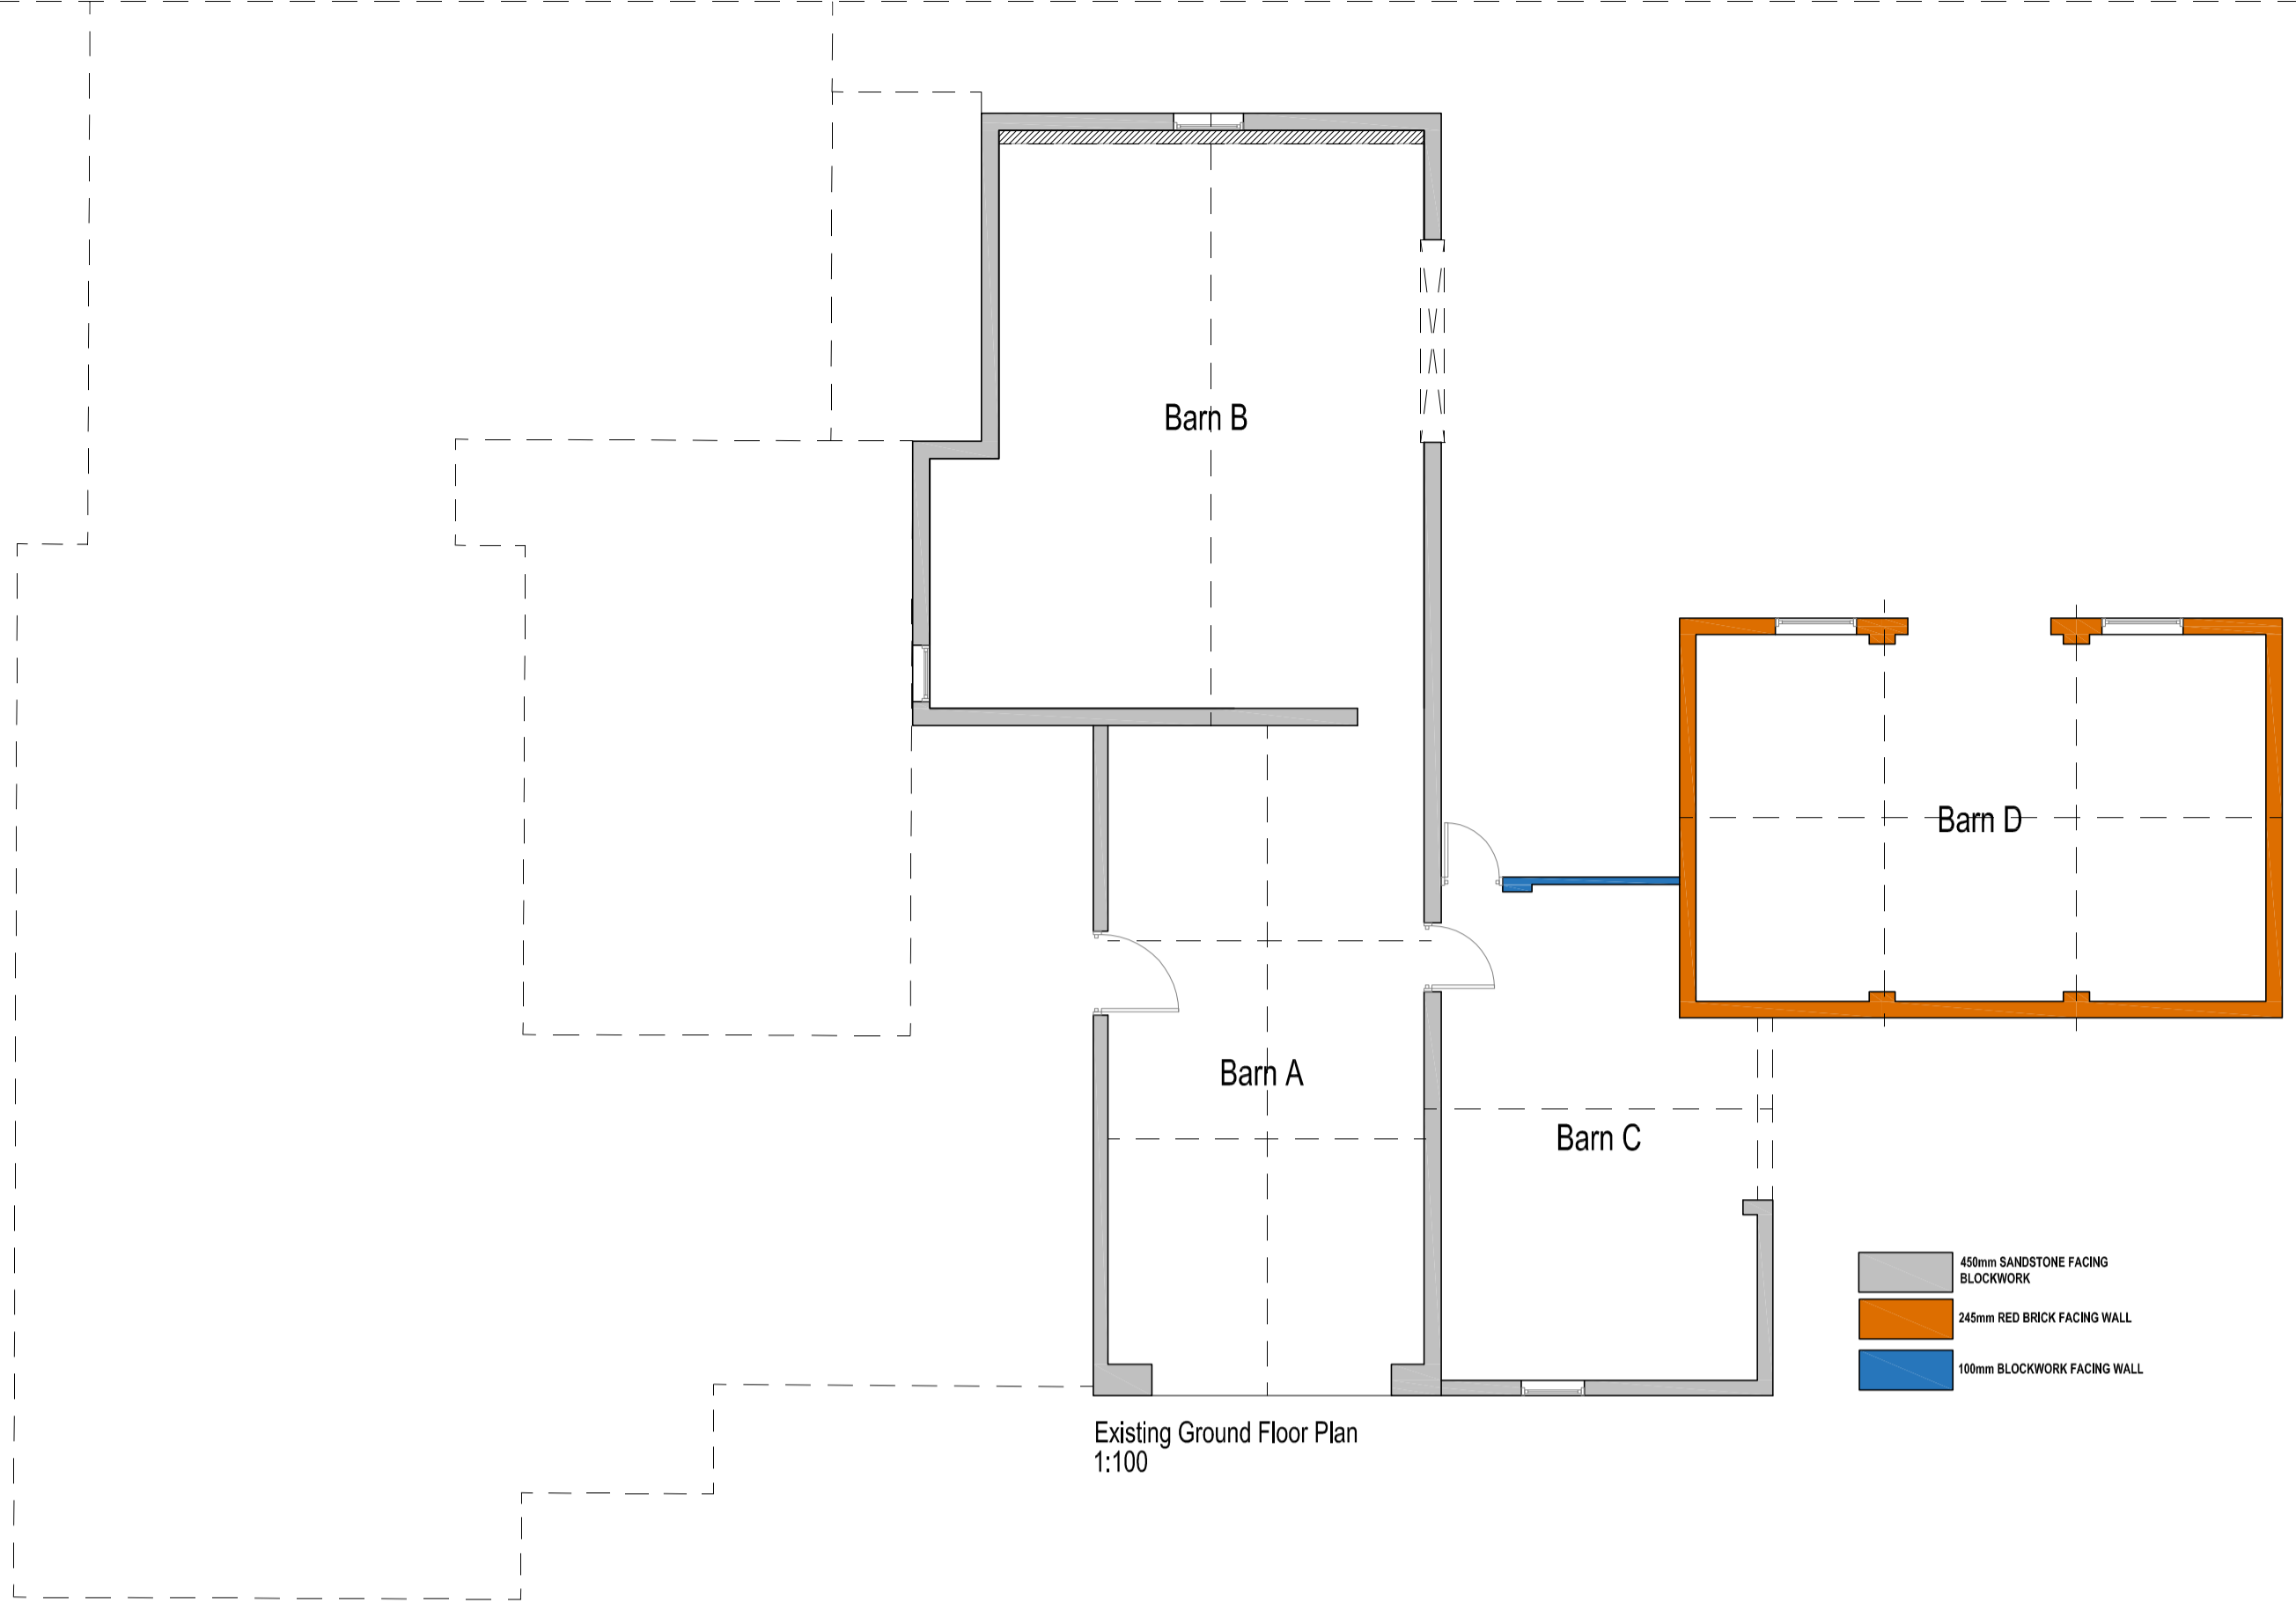 Barn B
Barn D
Barn A
Barn C
450mm SANDSTONE FACING
BLOCKWORK
245mm RED BRICK FACING WALL
100mm BLOCKWORK FACING WALL
Existing Ground Floor Plan
1:100